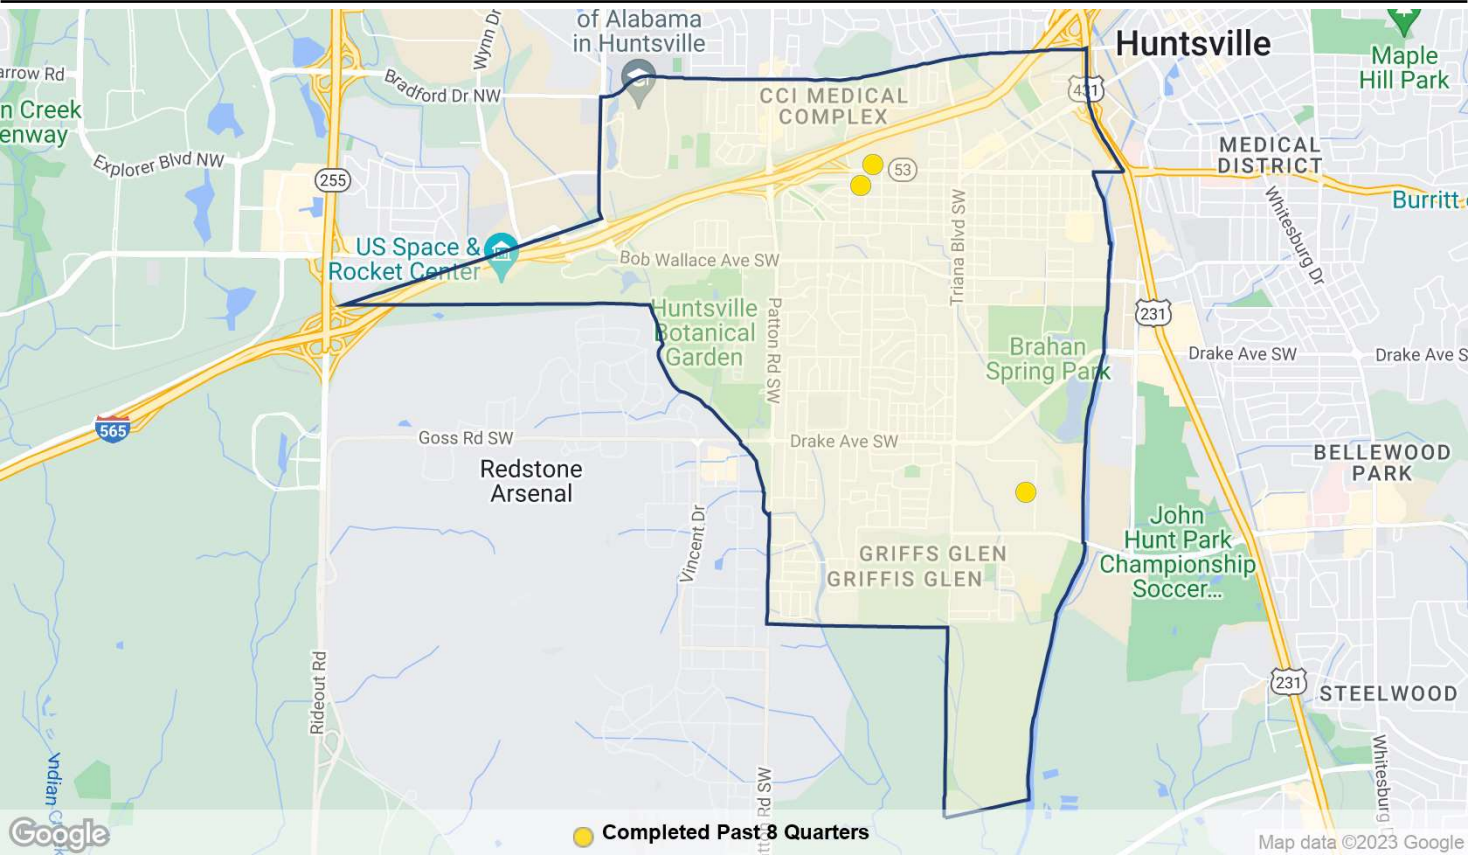 of Alabama
in Huntsville
Huntsville
Maple
Hill Park
Wynn Dr
arrow Rd
Bradford Dr NW
n Creek
enway
CCI MEDICAL
COMPLEX
431
MEDICAL
DISTRICT
Explorer Blvd NW
255
53
Burritt
Whitesburg Dr
US Space &
Rocket Center
Bob Wallace Ave SW
Triana Blvd SW
Huntsville
Botanical
Garden
Patton Rd SW
231
Brahan
Spring Park
Drake Ave SW
Drake Ave S
565
Goss Rd SW
Drake Ave SW
Redstone
Arsenal
BELLEWOOD
PARK
Vincent Dr
John
Hunt Park
Championship
Soccer...
GRIFFS GLEN
GRIFFIS GLEN
Rideout Rd
231
STEELWOOD
Whitesburg D
ndian C
tton Rd SW
Google
Completed Past 8 Quarters
Map data ©2023 Google